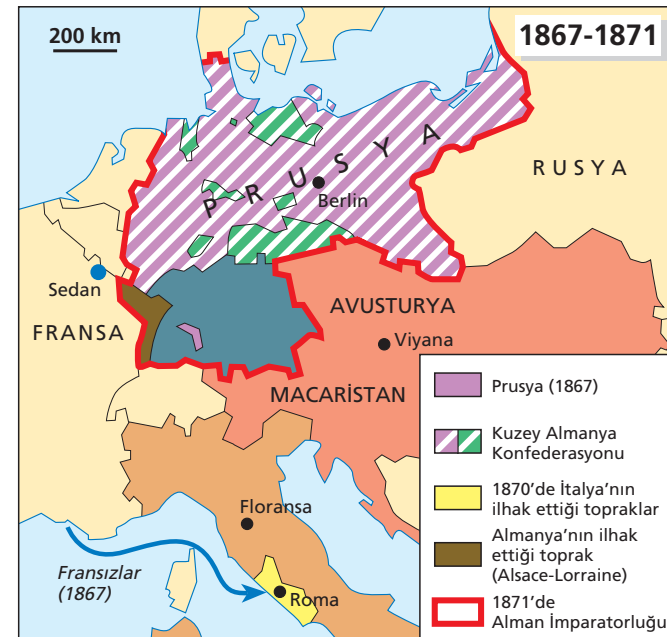 200 km
1867-1871
PRUSYA
Berlin
RUSYA
Sedan
FRANSA
AVUSTURYA
Viyana
MACARİSTAN
Floransa
Fransızlar
(1867)
Roma
Prusya (1867)
Kuzey Almanya
Konfederasyonu
1870’de İtalya’nın
ilhak ettiği topraklar
Almanya’nın ilhak
ettiği toprak
(Alsace-Lorraine)
1871’de
Alman İmparatorluğu